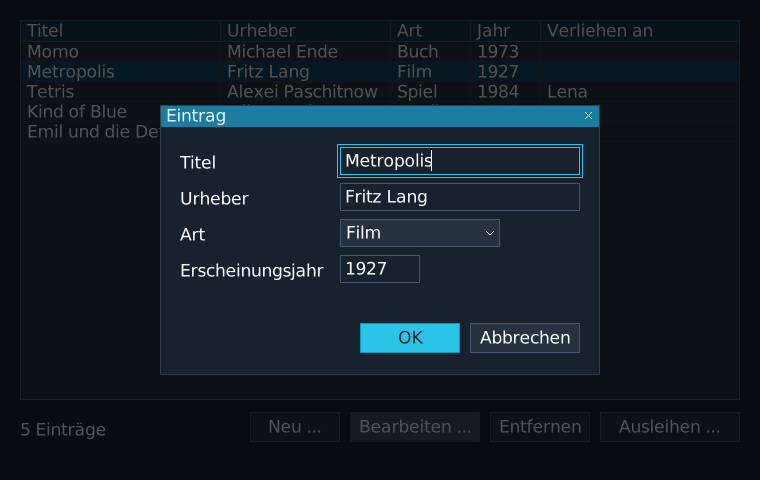 Titel Urheber Art Jahr Verliehen an
Momo Michael Ende Buch 1973
Metropolis Fritz Lang Film 1927
Tetris Alexei Paschitnow Spiel 1984 Lena
Kind of Blue
Emil und die De
Eintrag
Titel Metropolis
Urheber Fritz Lang
Art Film
Erscheinungsjahr 1927
OK Abbrechen
5 Einträge Neu ... Bearbeiten ... Entfernen Ausleihen ...